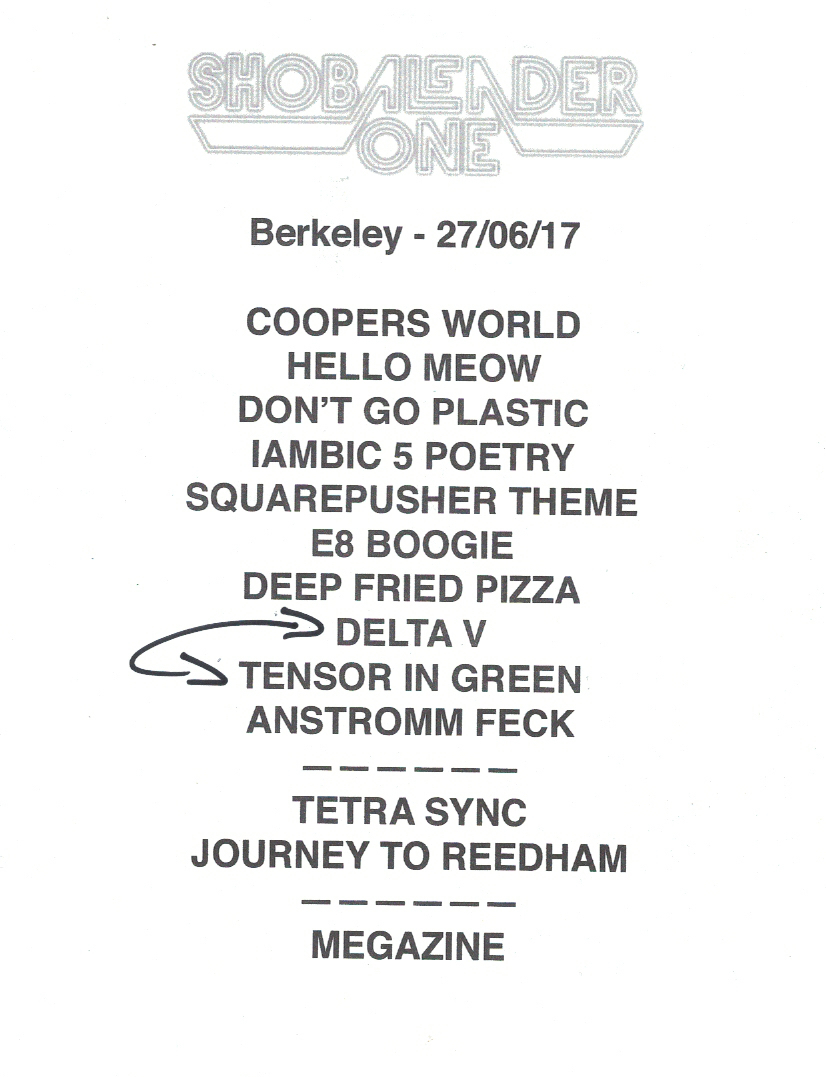 SHOBALEADER
ONE
Berkeley - 27/06/17
COOPERS WORLD
HELLO MEOW
DON'T GO PLASTIC
IAMBIC 5 POETRY
SQUAREPUSHER THEME
E8 BOOGIE
DEEP FRIED PIZZA
DELTA V
TENSOR IN GREEN
ANSTROMM FECK
— — — — — —
TETRA SYNC
JOURNEY TO REEDHAM
— — — — — —
MEGAZINE